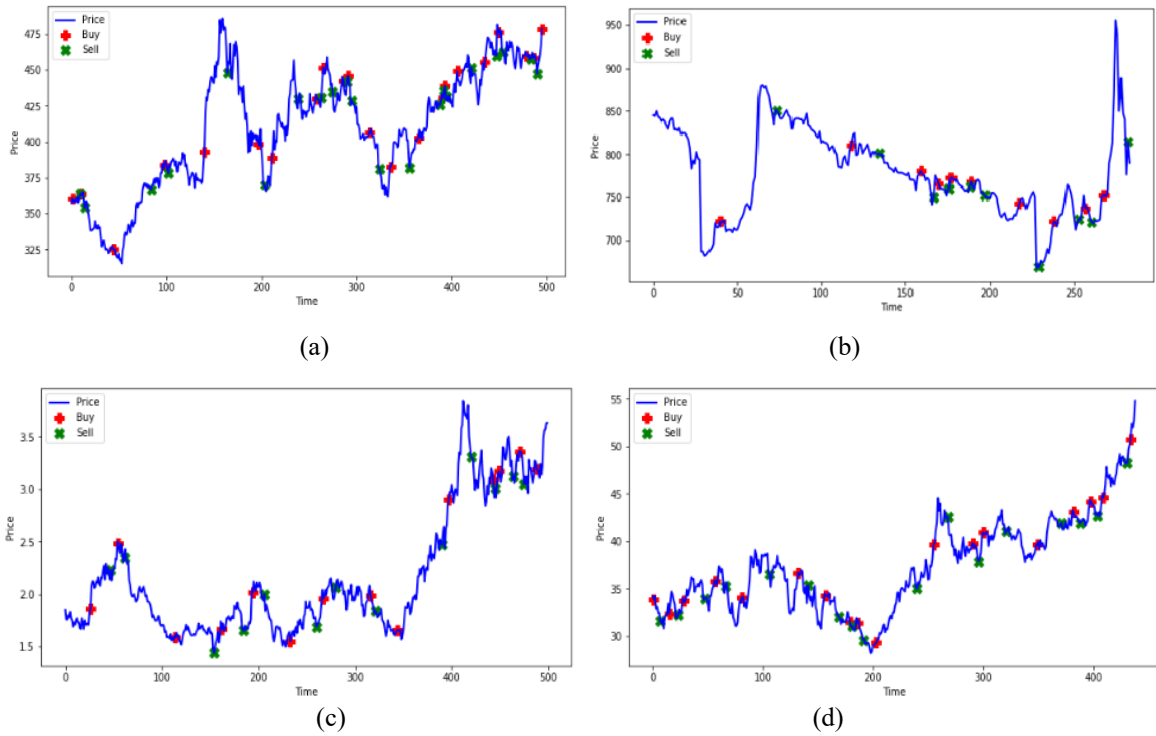 Price
Buy
Sell
475
450
425
400
375
350
325
Price
0 100 200 300 400 500
Time
(a)
Price
Buy
Sell
950
900
850
800
750
700
Price
0 50 100 150 200 250
Time
(b)
Price
Buy
Sell
3.5
3.0
2.5
2.0
1.5
Price
0 100 200 300 400 500
Time
(c)
Price
Buy
Sell
55
50
45
40
35
30
Price
0 100 200 300 400
Time
(d)